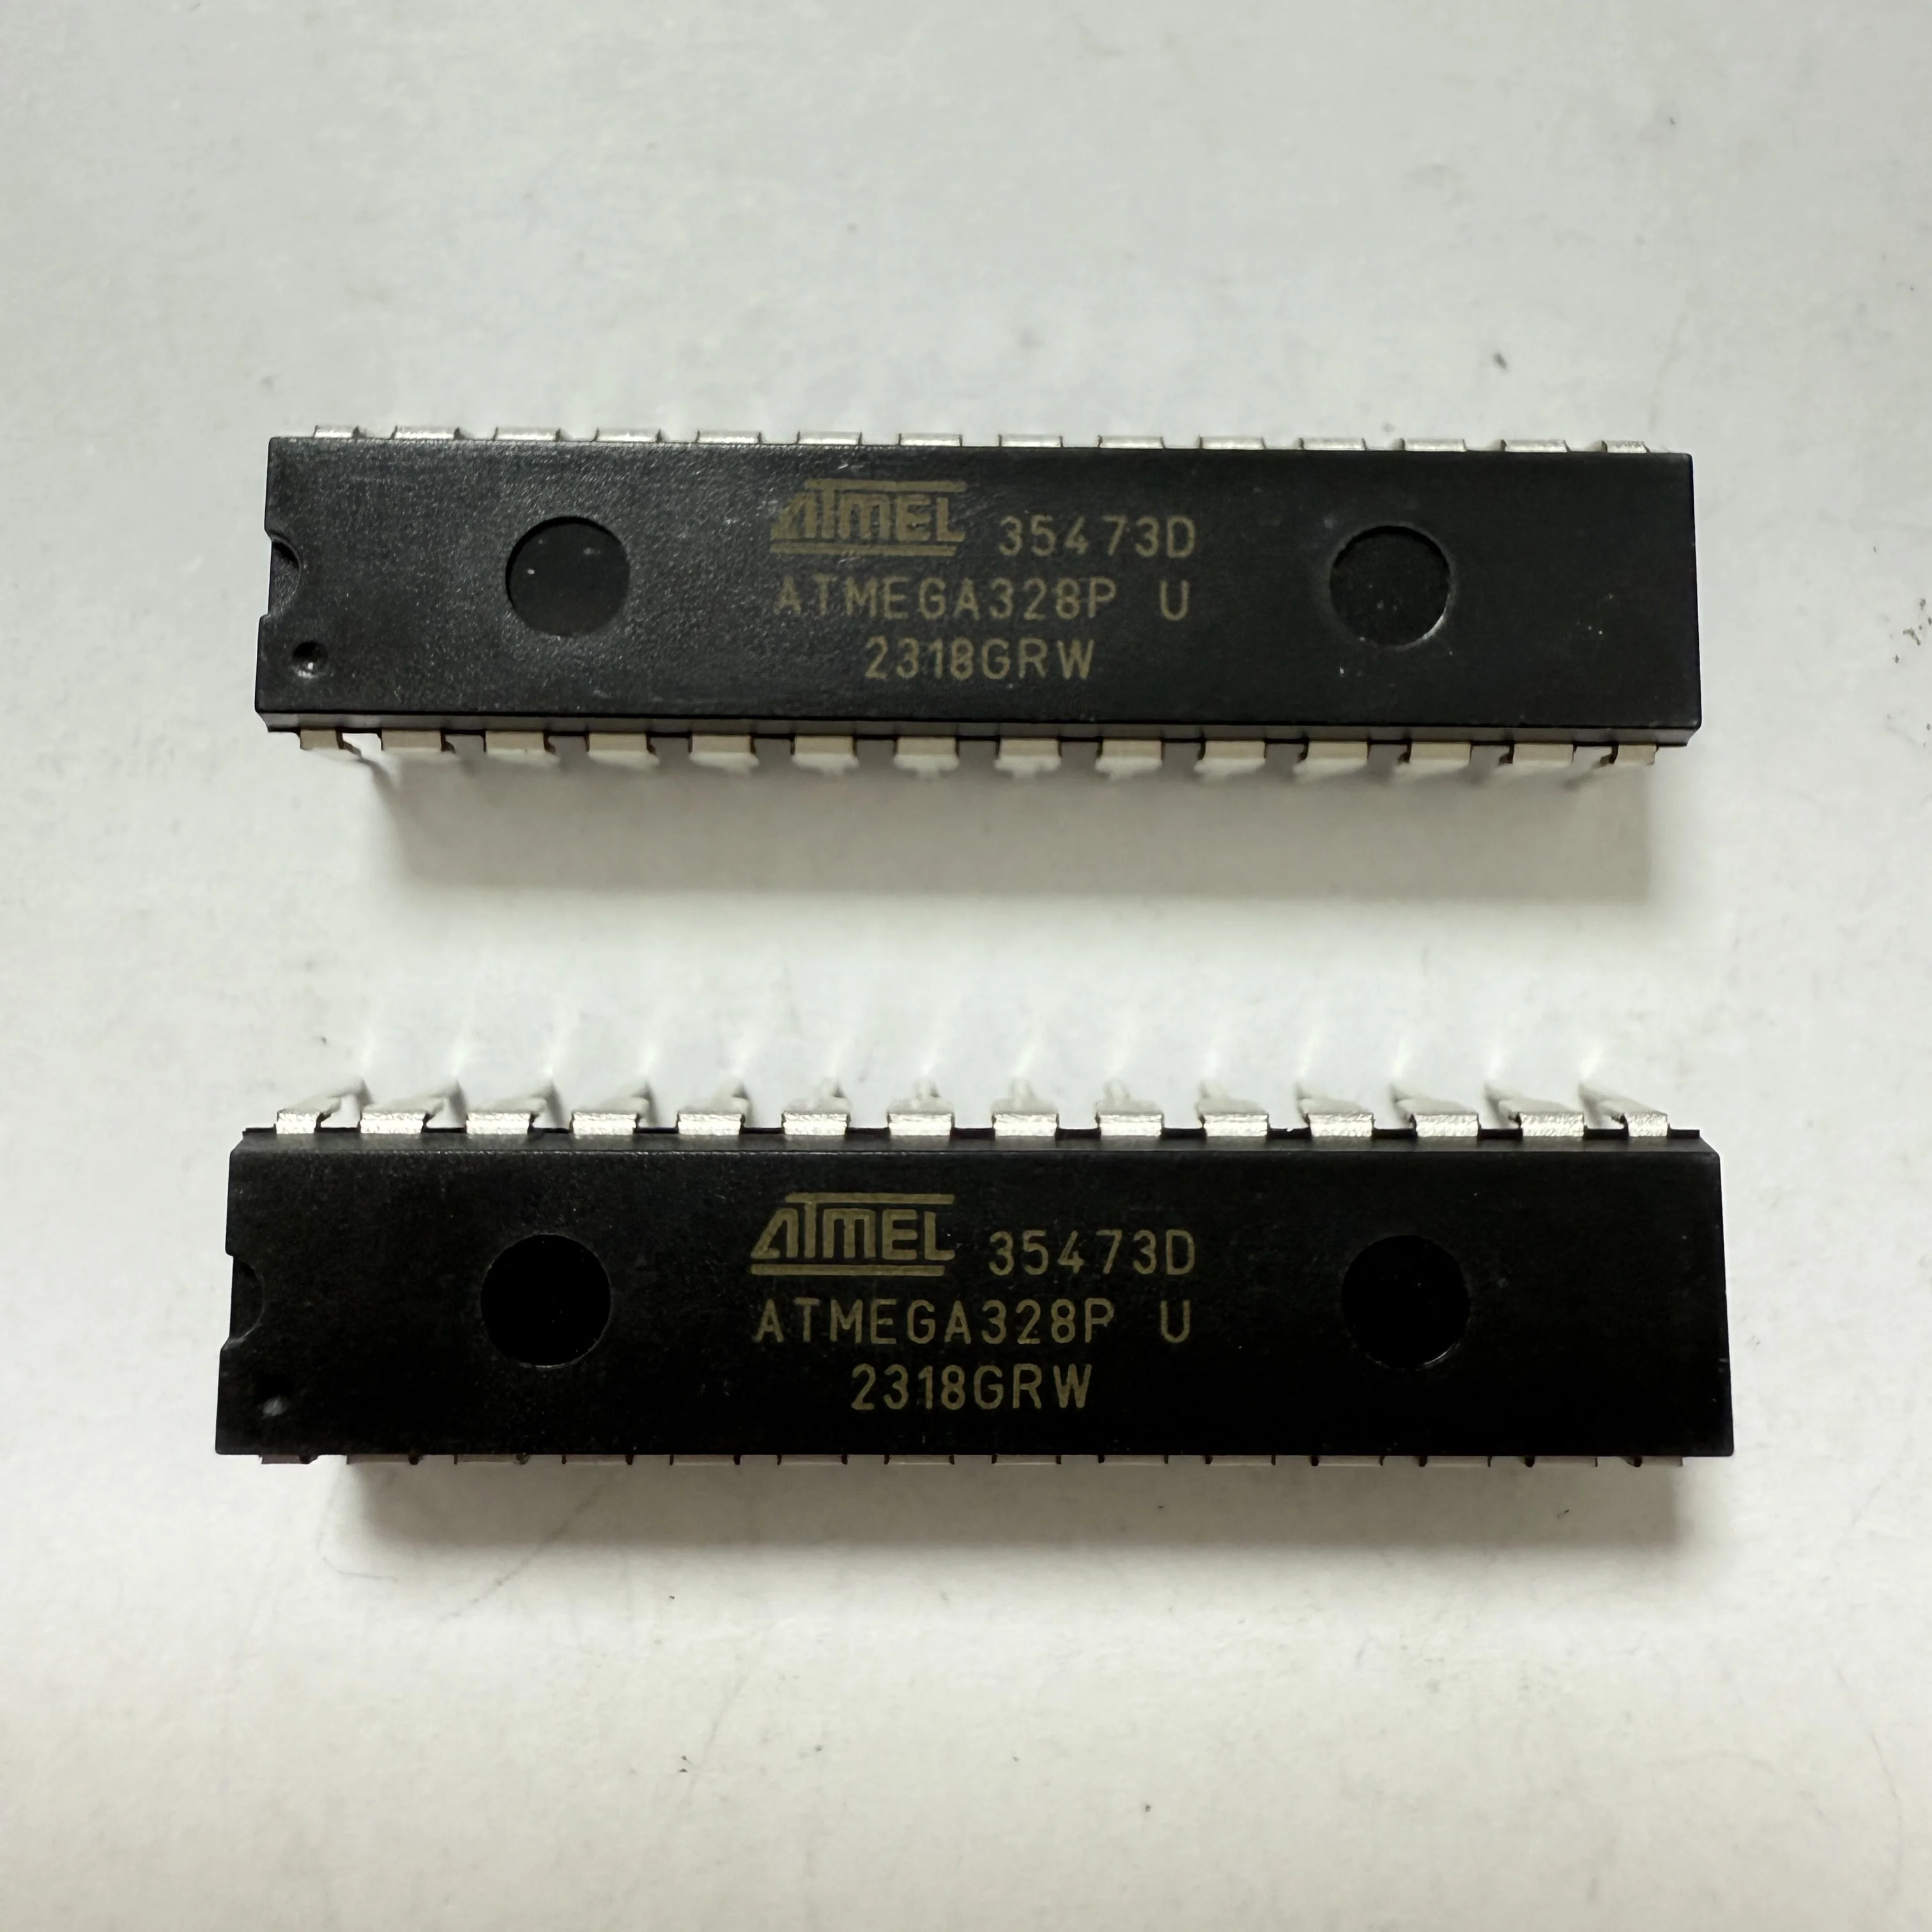 ATMEL 35473D
ATMEGA328P U
2318GRW
ATMEL 35473D
ATMEGA328P U
2318GRW